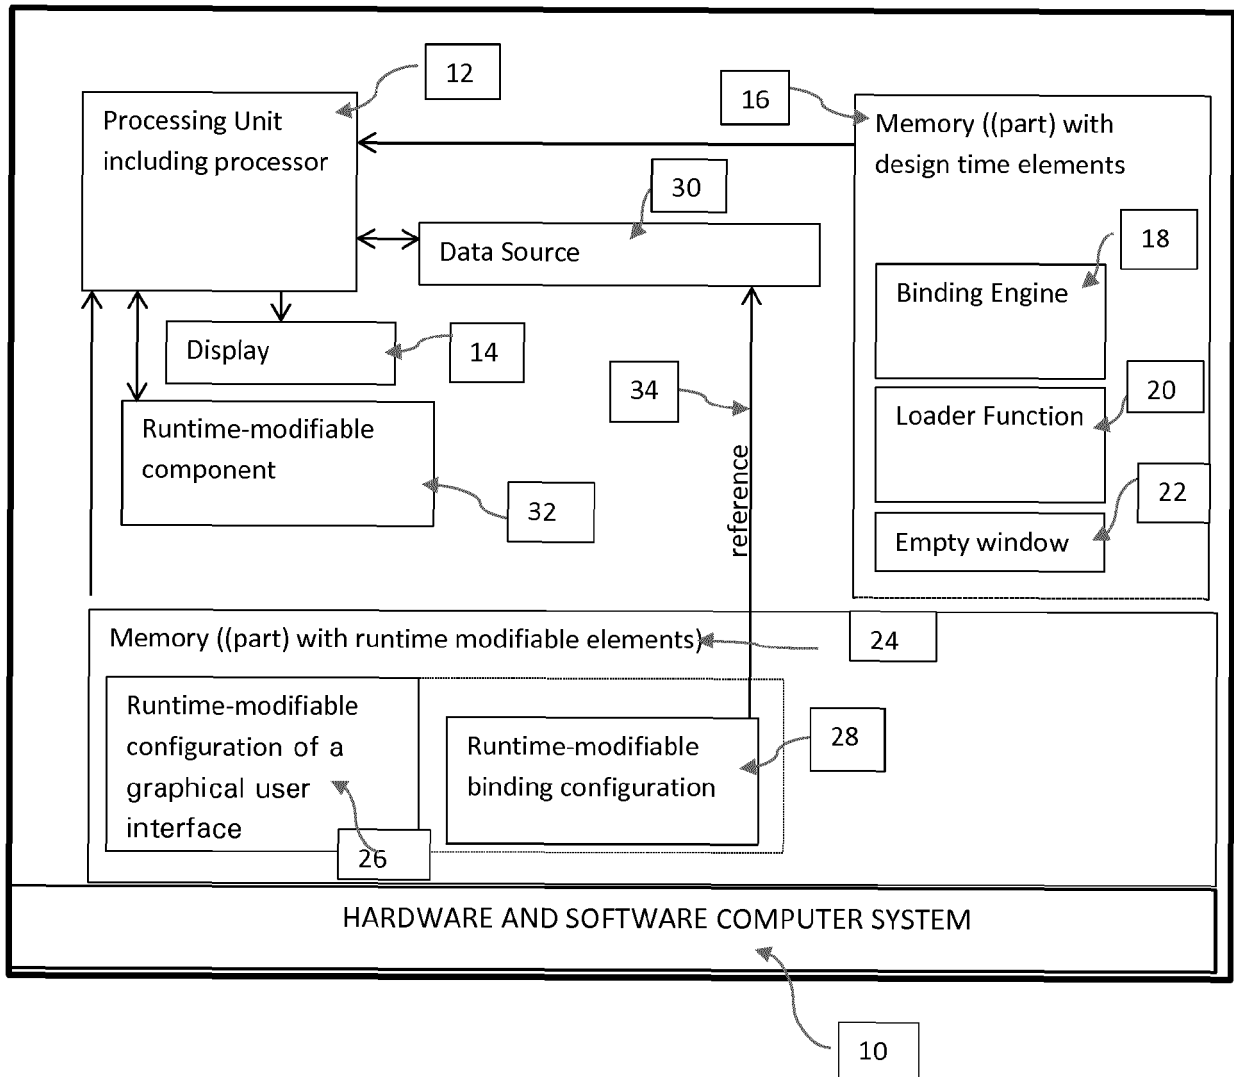 12
16
Processing Unit
including processor
Memory ((part) with
design time elements
30
Data Source
18
Binding Engine
Display
14
34
20
Loader Function
Runtime-modifiable
component
32
reference
22
Empty window
Memory ((part) with runtime modifiable elements)
24
Runtime-modifiable
configuration of a
graphical user
interface
26
Runtime-modifiable
binding configuration
28
HARDWARE AND SOFTWARE COMPUTER SYSTEM
10